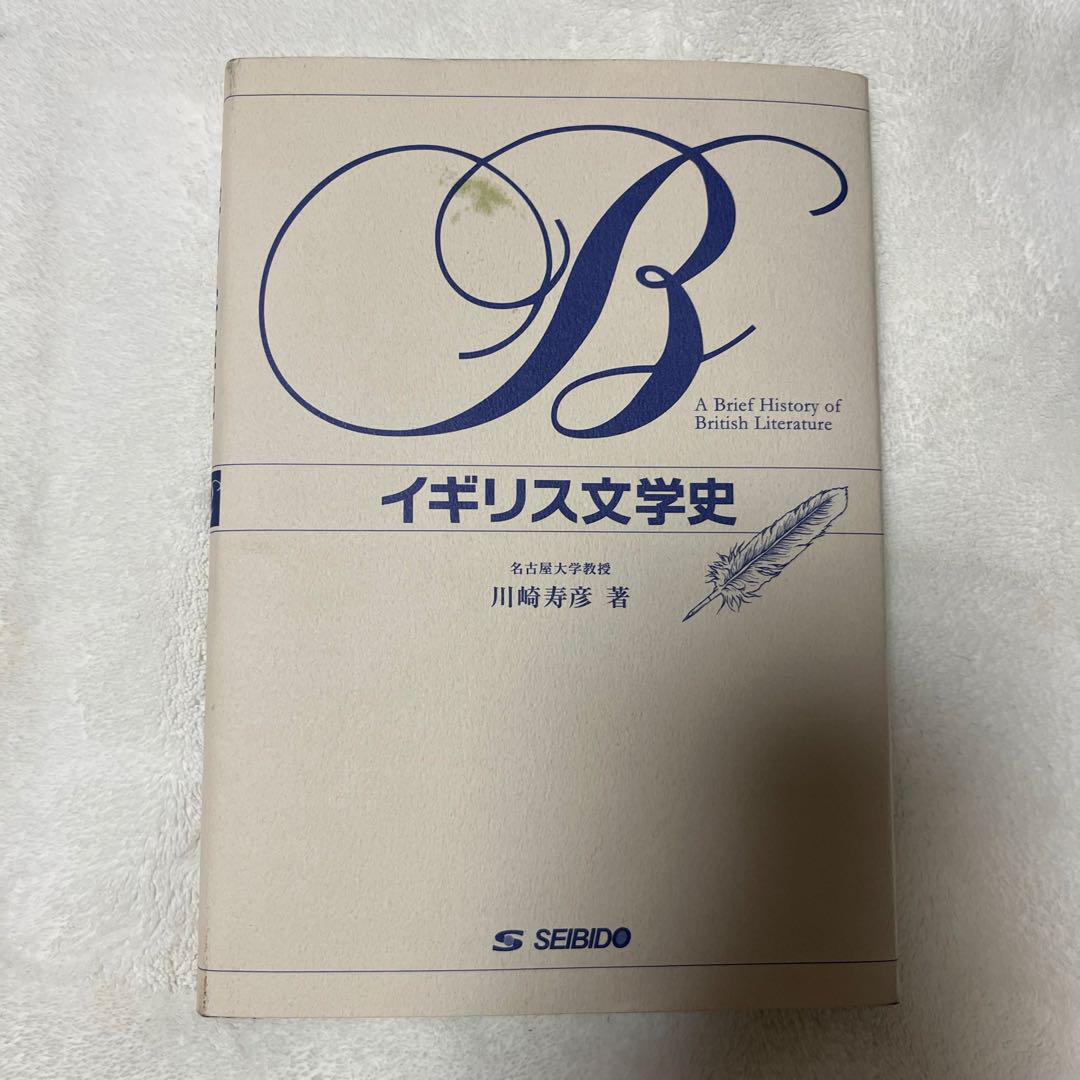 B
A Brief History of
British Literature
イギリス文学史
名古屋大学教授
川崎寿彦 著
SEIBIDO